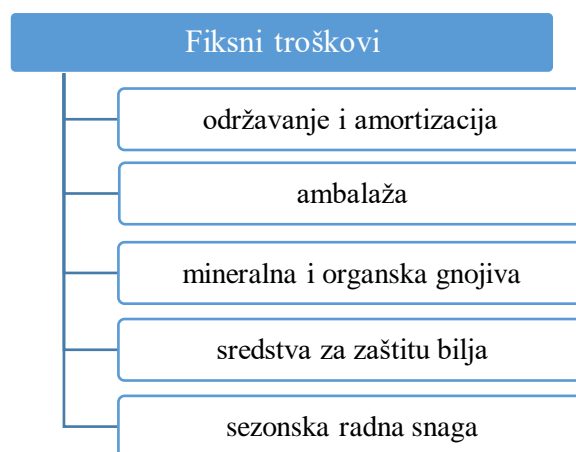 Fiksni troškovi
održavanje i amortizacija
ambalaža
mineralna i organska gnojiva
sredstva za zaštitu bilja
sezonska radna snaga